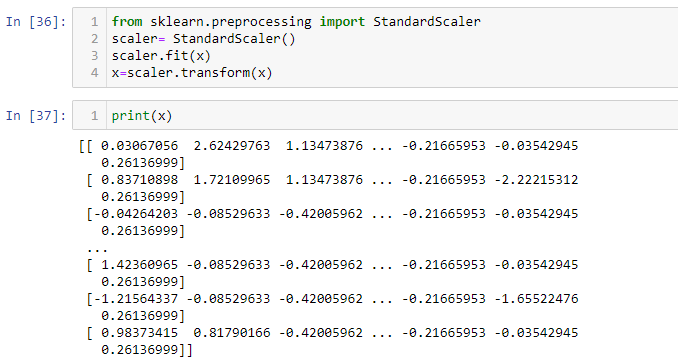 In [36]:
1 from sklearn.preprocessing import StandardScaler
2 scaler= StandardScaler()
3 scaler.fit(x)
4 x=scaler.transform(x)
In [37]:
1 print(x)
[[ 0.03067056  2.62429763  1.13473876 ... -0.21665953 -0.03542945
   0.26136999]
 [ 0.83710898  1.72109965  1.13473876 ... -0.21665953 -2.22215312
   0.26136999]
 [-0.04264203 -0.08529633 -0.42005962 ... -0.21665953 -0.03542945
   0.26136999]
 ...
 [ 1.42360965 -0.08529633 -0.42005962 ... -0.21665953 -0.03542945
   0.26136999]
 [-1.21564337 -0.08529633 -0.42005962 ... -0.21665953 -1.65522476
   0.26136999]
 [ 0.98373415  0.81790166 -0.42005962 ... -0.21665953 -0.03542945
   0.26136999]]